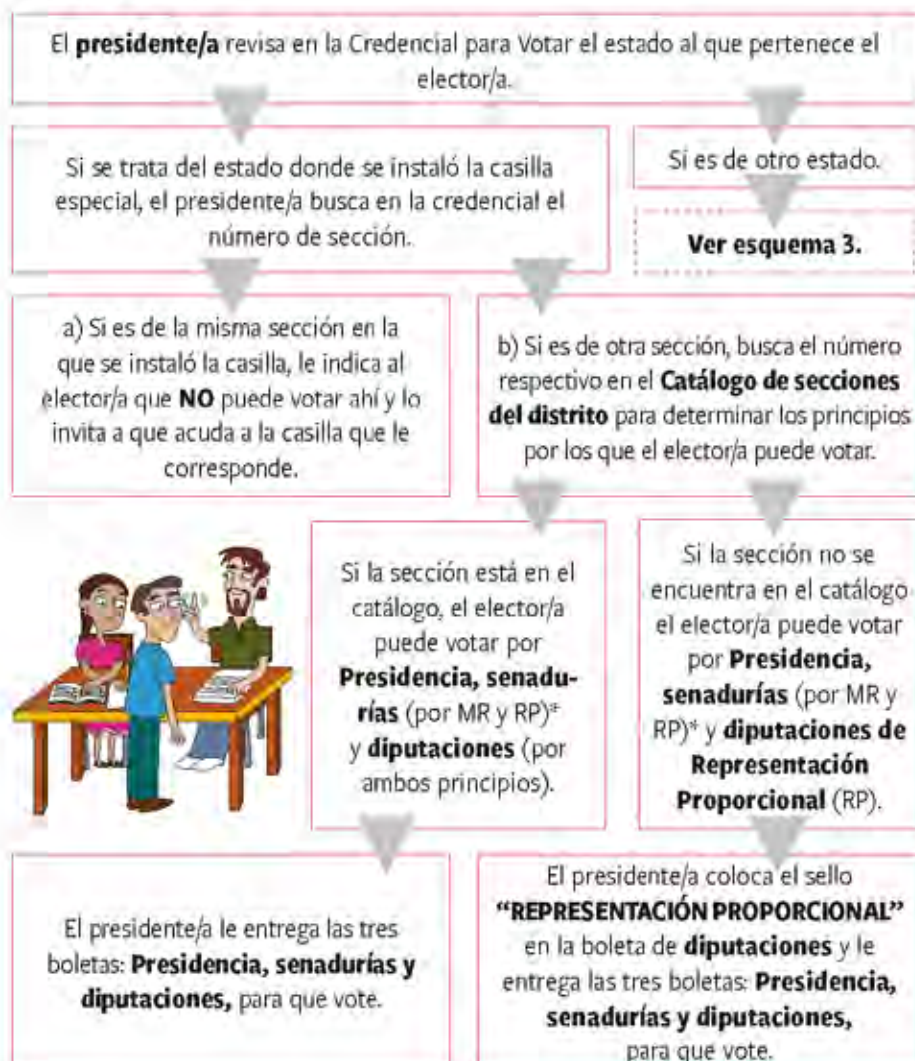 El presidente/a revisa en la Credencial para Votar el estado al que pertenece el
elector/a.
Si se trata del estado donde se instaló la casilla
especial, el presidente/a busca en la credencial el
número de sección.
Si es de otro estado.
Ver esquema 3.
a) Si es de la misma sección en la
que se instaló la casilla, le indica al
elector/a que NO puede votar ahí y lo
invita a que acuda a la casilla que le
corresponde.
b) Si es de otra sección, busca el número
respectivo en el Catálogo de secciones
del distrito para determinar los principios
por los que el elector/a puede votar.
Si la sección está en el
catálogo, el elector/a
puede votar por
Presidencia, senadu-
rías (por MR y RP)*
y diputaciones (por
ambos principios).
Si la sección no se
encuentra en el catálogo
el elector/a puede votar
por Presidencia,
senadurías (por MR y
RP)* y diputaciones de
Representación
Proporcional (RP).
El presidente/a le entrega las tres
boletas: Presidencia, senadurías y
diputaciones, para que vote.
El presidente/a coloca el sello
“REPRESENTACIÓN PROPORCIONAL”
en la boleta de diputaciones y le
entrega las tres boletas: Presidencia,
senadurías y diputaciones,
para que vote.